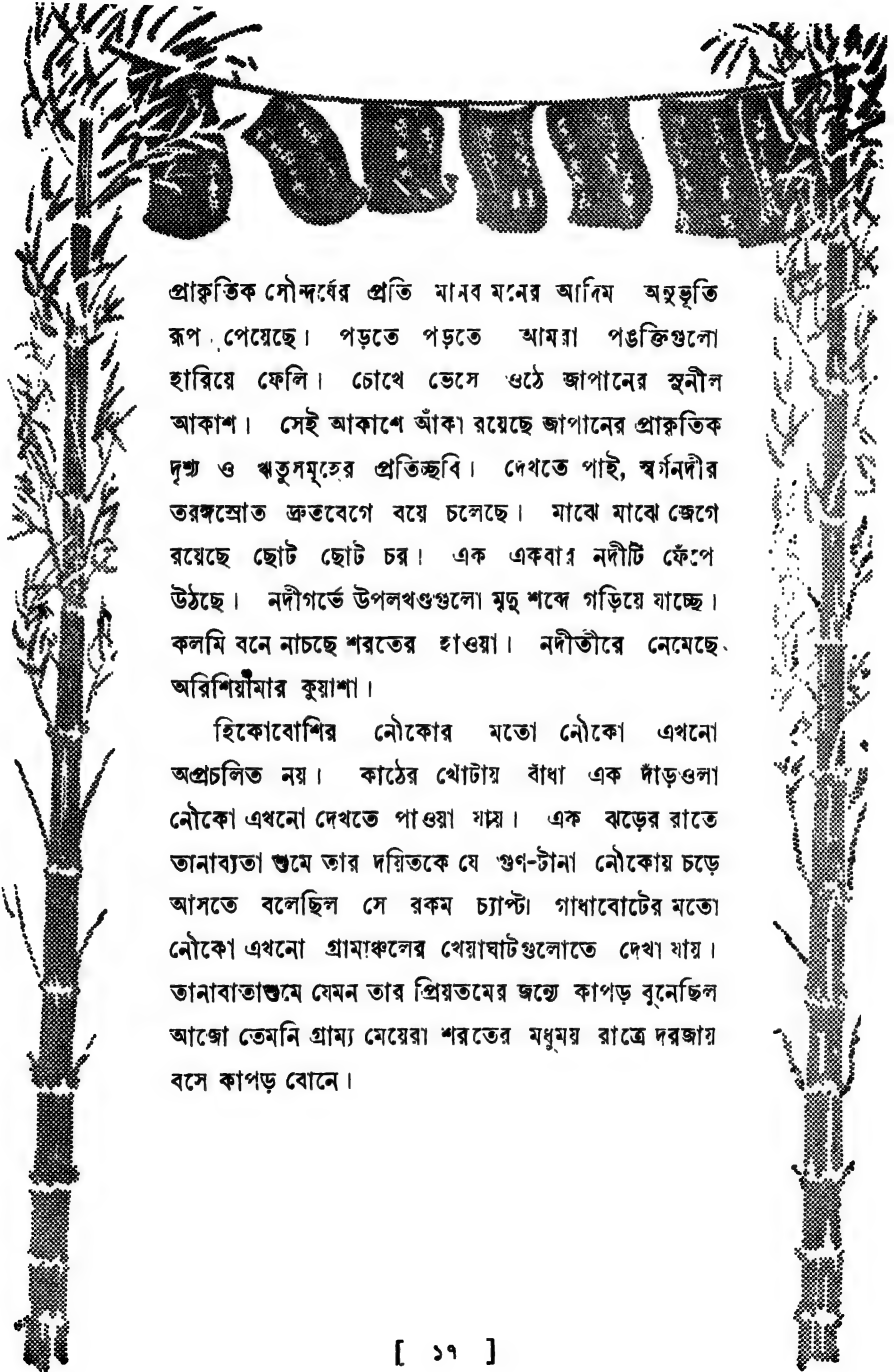 প্রাকৃতিক সৌন্দর্যের প্রতি মানব মনের আদিম অনুভূতি
রূপ পেয়েছে। পড়তে পড়তে আমরা পঙক্তিগুলো
হারিয়ে ফেলি। চোখে ভেসে ওঠে জাপানের সুনীল
আকাশ। সেই আকাশে আঁকা রয়েছে জাপানের প্রাকৃতিক
দৃশ্য ও ঋতুসমূহের প্রতিচ্ছবি। দেখতে পাই, স্বর্গনদীর
তরঙ্গস্রোত দ্রুতবেগে বয়ে চলেছে। মাঝে মাঝে জেগে
রয়েছে ছোট ছোট চর। এক একবার নদীটি ফেঁপে
উঠছে। নদীগর্ভে উপলখণ্ডগুলো মৃদু শব্দে গড়িয়ে যাচ্ছে।
কলমি বনে নাচছে শরতের হাওয়া। নদীতীরে নেমেছে
অরিশিয়াঁমার কুয়াশা।
হিকোবোশির নৌকোর মতো নৌকো এখনো
অপ্রচলিত নয়। কাঠের খোঁটায় বাঁধা এক দাঁড়ওলা
নৌকো এখনো দেখতে পাওয়া যায়। এক ঝড়ের রাতে
তানাব্যতা শুমে তার দয়িতকে যে গুণ-টানা নৌকোয় চড়ে
আসতে বলেছিল সে রকম চ্যাপ্টা গাধাবোটের মতো
নৌকো এখনো গ্রামাঞ্চলের খেয়াঘাটগুলোতে দেখা যায়।
তানাবাতাশুমে যেমন তার প্রিয়তমের জন্যে কাপড় বুনেছিল
আজো তেমনি গ্রাম্য মেয়েরা শরতের মধুময় রাত্রে দরজায়
বসে কাপড় বোনে।
[ ১৭ ]